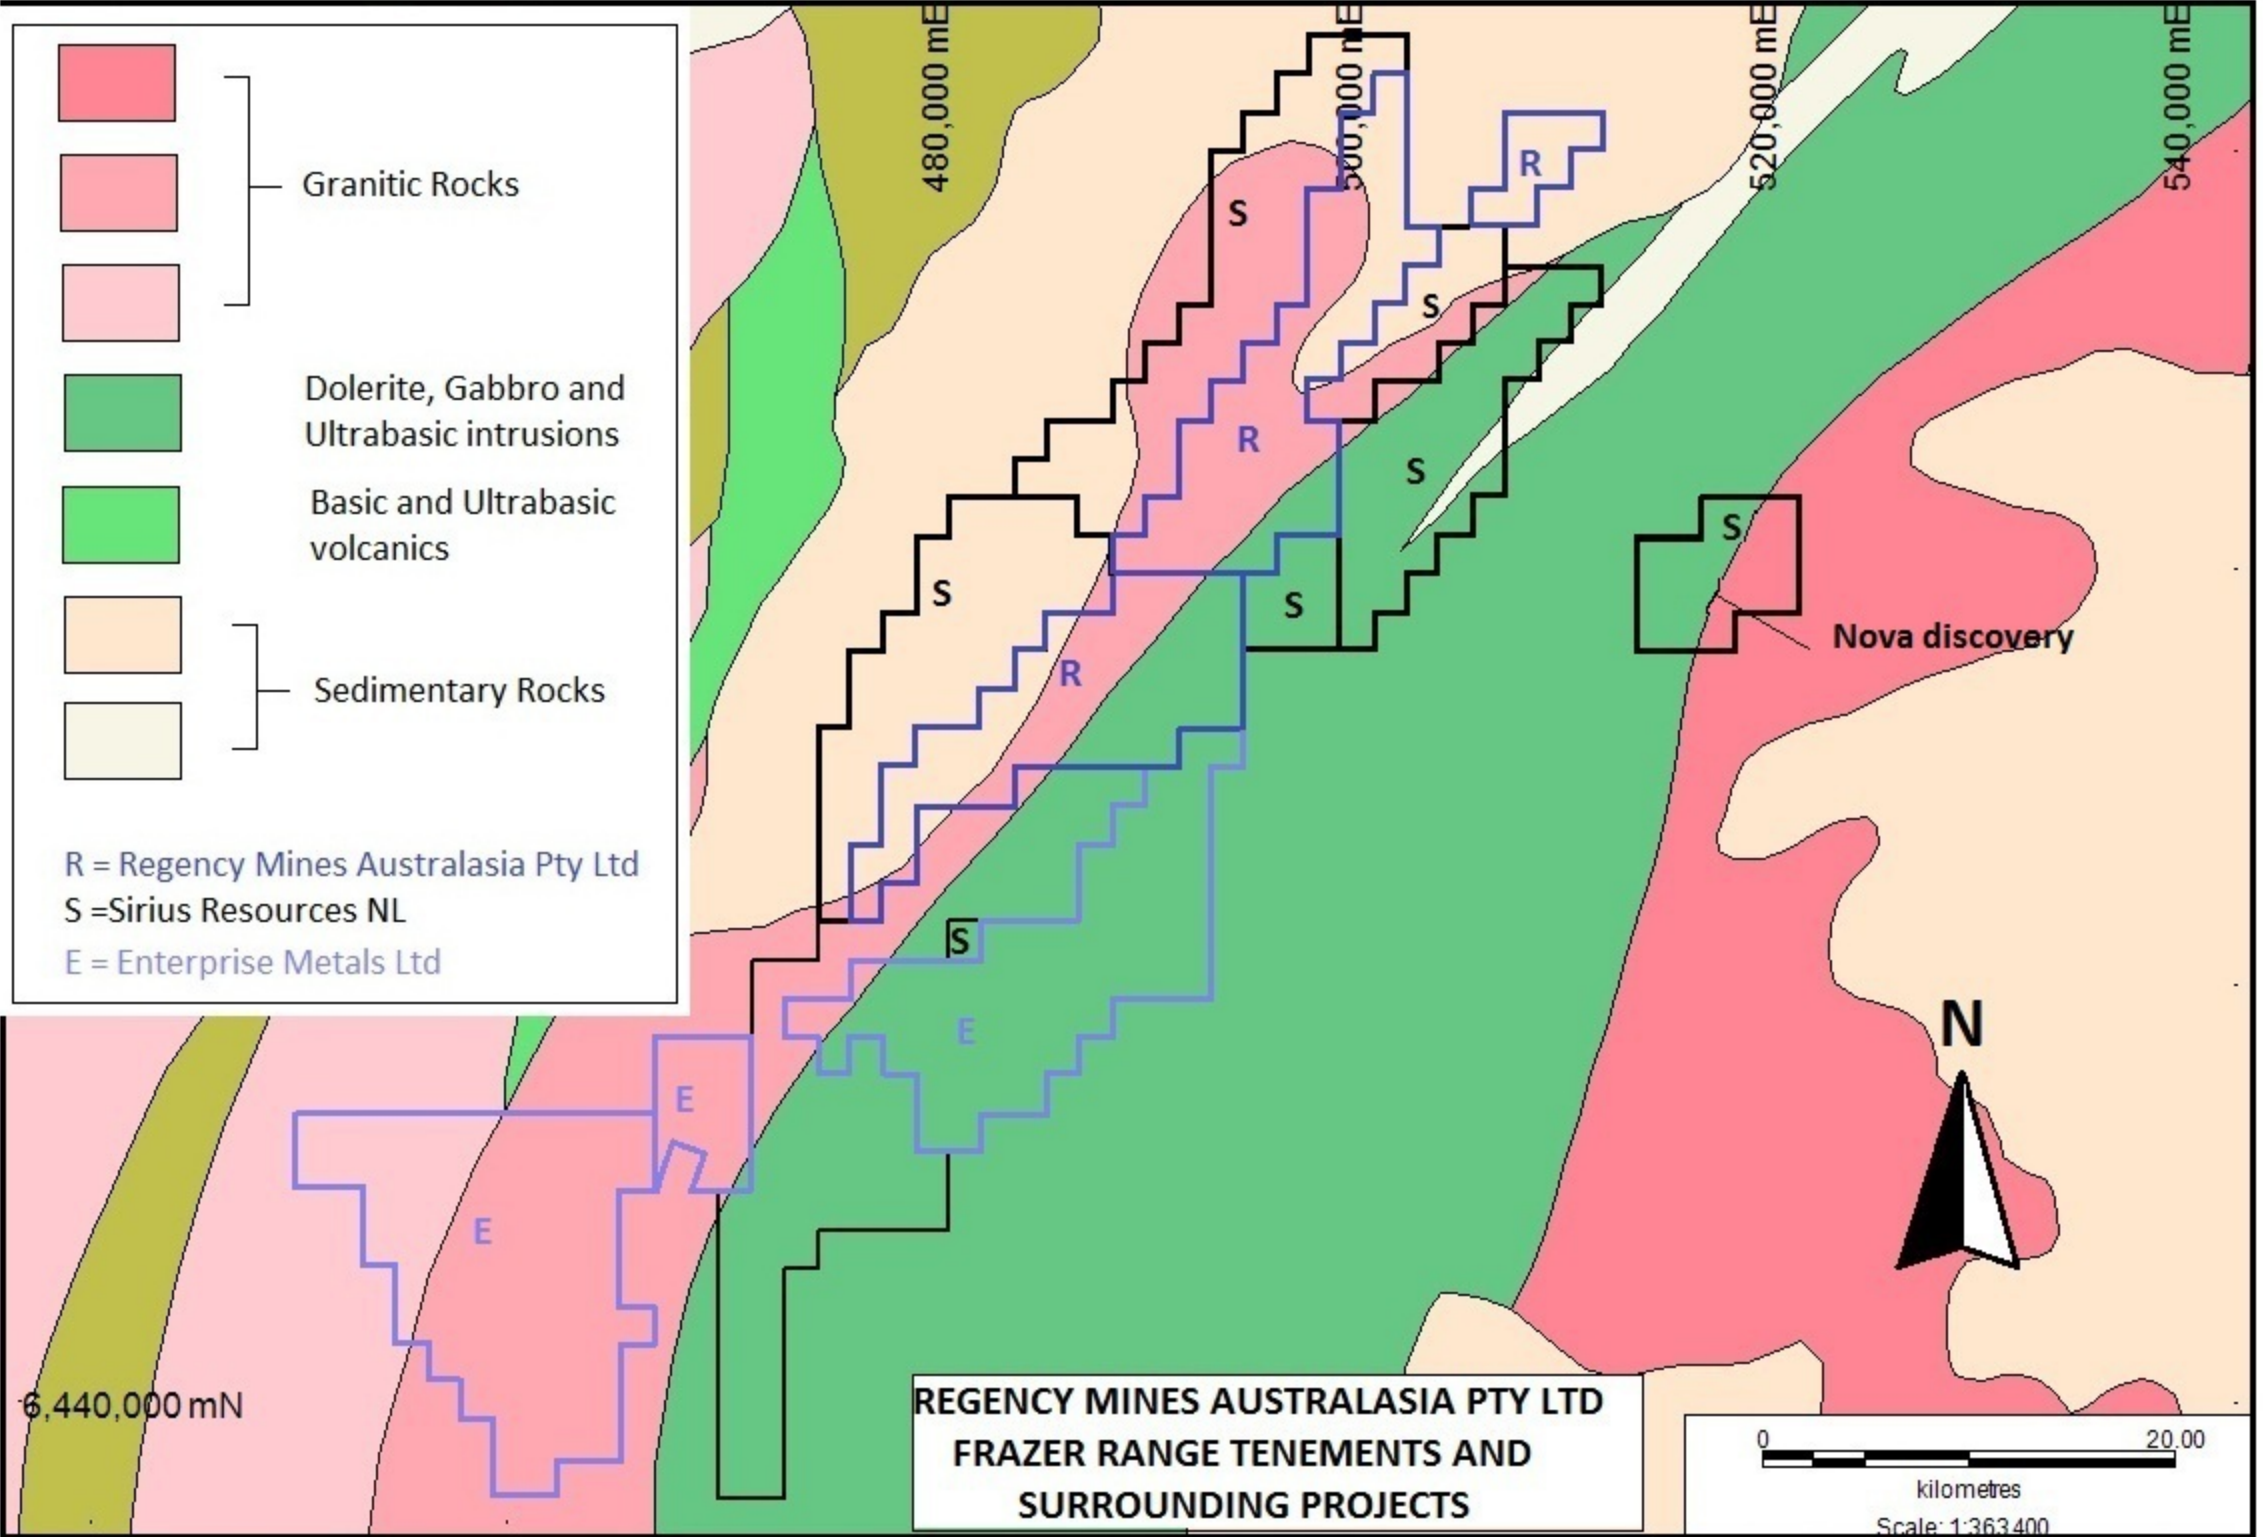 480,000 mE
500,000 mE
520,000 mE
540,000 mE
Granitic Rocks
Dolerite, Gabbro and
Ultrabasic intrusions
Basic and Ultrabasic
volcanics
Sedimentary Rocks
R = Regency Mines Australasia Pty Ltd
S =Sirius Resources NL
E = Enterprise Metals Ltd
R
S
S
R
S
S
S
S
R
Nova discovery
S
E
E
E
N
6,440,000 mN
REGENCY MINES AUSTRALASIA PTY LTD
FRAZER RANGE TENEMENTS AND
SURROUNDING PROJECTS
0 20.00
kilometres
Scale: 1:363400